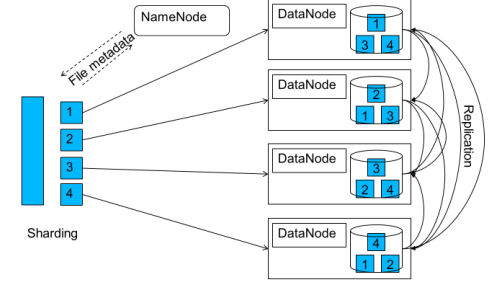 NameNode
File metadata
DataNode
1
3 4
DataNode
2
1 3
DataNode
3
2 4
DataNode
4
1 2
Replication
1
2
3
4
Sharding